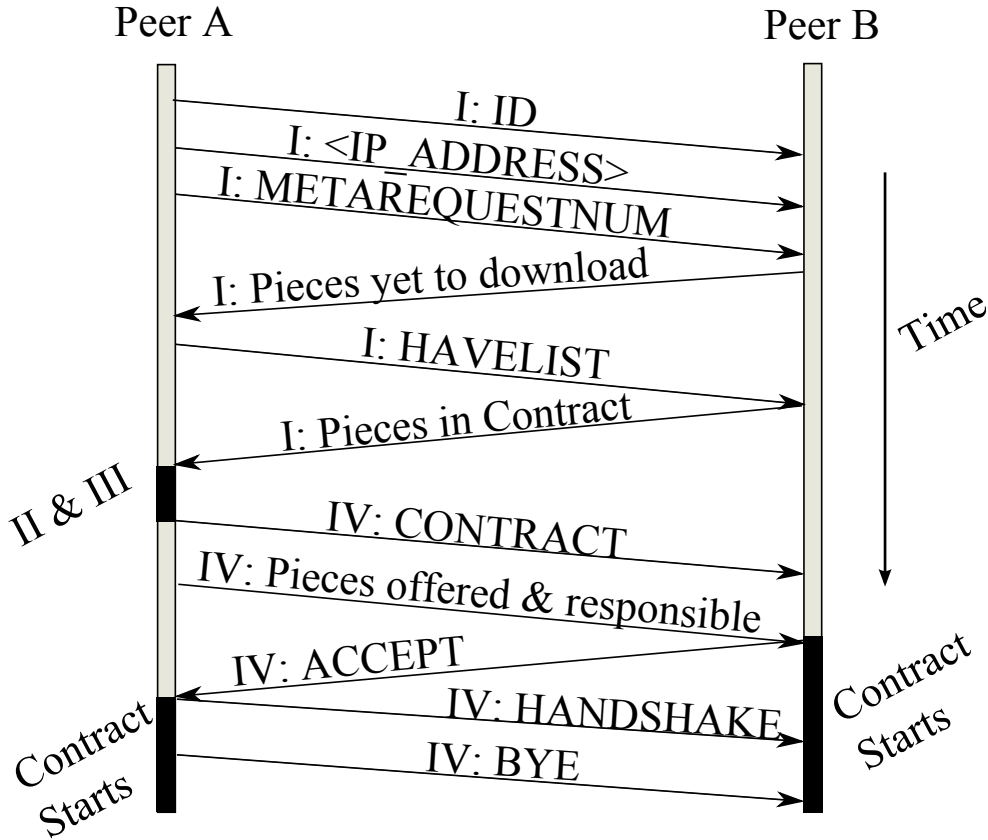 Peer A
Peer B
I: ID
I: <IP_ADDRESS>
I: METAREQUESTNUM
I: Pieces yet to download
Time
I: HAVELIST
I: Pieces in Contract
II & III
IV: CONTRACT
IV: Pieces offered & responsible
IV: ACCEPT
Contract
Starts
IV: HANDSHAKE
Contract
Starts
IV: BYE